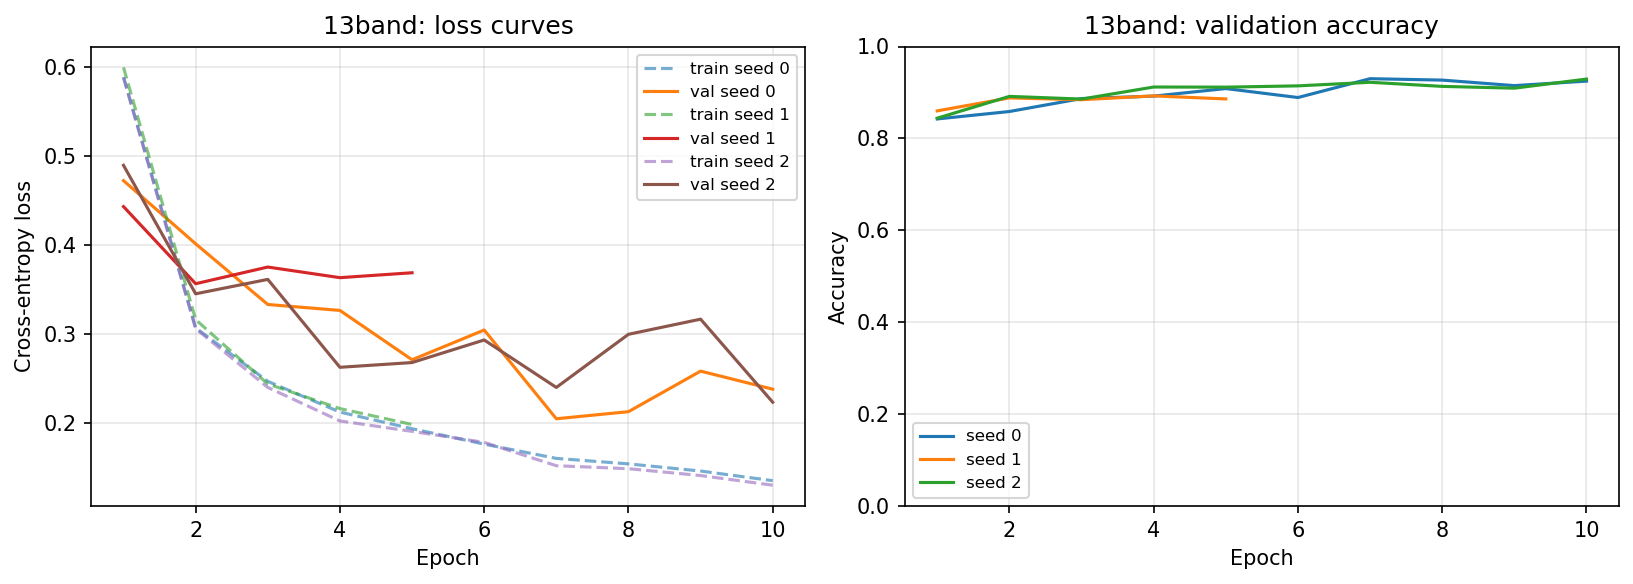 13band: loss curves
Cross-entropy loss
0.6
0.5
0.4
0.3
0.2
train seed 0
val seed 0
train seed 1
val seed 1
train seed 2
val seed 2
2
4
6
8
10
Epoch
13band: validation accuracy
Accuracy
1.0
0.8
0.6
0.4
0.2
0.0
seed 0
seed 1
seed 2
2
4
6
8
10
Epoch